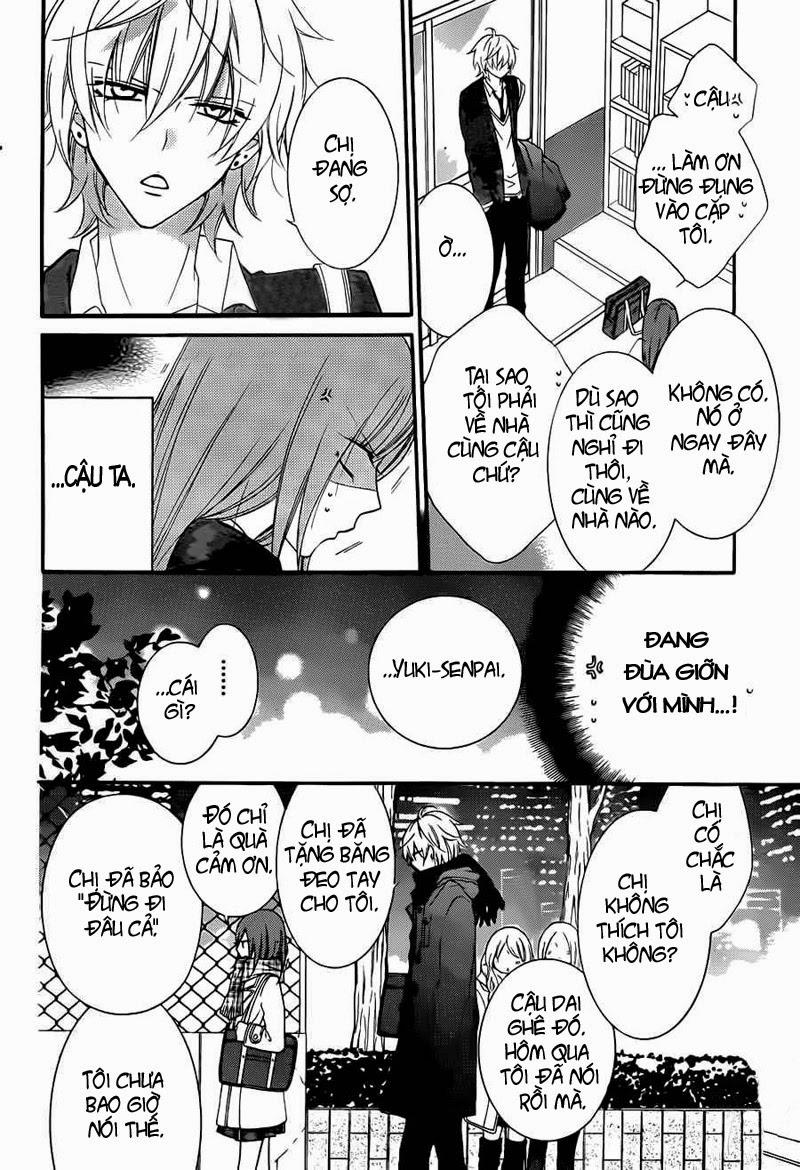 CẬU
... LÀM ƠN
ĐỪNG ĐỤNG
VÀO CẶP
TÔI.
Ờ...
CHỊ
ĐANG
SỢ.
KHÔNG CÓ.
NÓ Ở
NGAY ĐÂY
MÀ.
DÙ SAO
THÌ CŨNG
NGHỈ ĐI
THÔI,
CÙNG VỀ
NHÀ NÀO.
TẠI SAO
TÔI PHẢI
VỀ NHÀ
CÙNG CẬU
CHỨ?
...CẬU TA.
ĐANG
ĐÙA GIỠN
VỚI MÌNH...!
...YUKI-SENPAI.
...CÁI
GÌ?
CHỊ
CÓ
CHẮC
LÀ
CHỊ
KHÔNG
THÍCH TÔI
KHÔNG?
CẬU DAI
GHÊ ĐÓ.
HÔM QUA
TÔI ĐÃ NÓI
RỒI MÀ.
CHỊ ĐÃ
TẶNG BĂNG
ĐEO TAY
CHO TÔI.
ĐÓ CHỈ
LÀ QUÀ
CẢM ƠN.
CHỊ ĐÃ BẢO
"ĐỪNG ĐI
ĐÂU CẢ".
TÔI CHƯA
BAO GIỜ
NÓI THẾ.